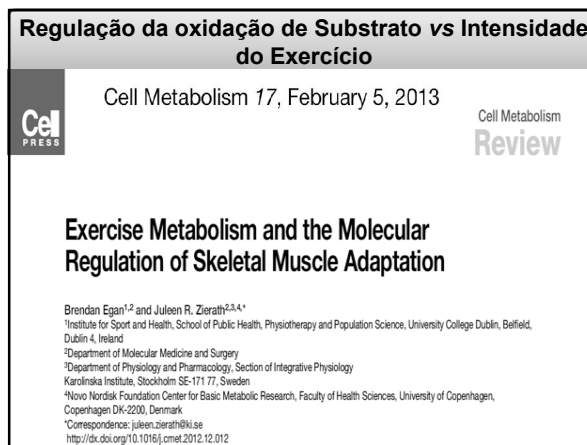 Regulação da oxidação de Substrato vs Intensidade
do Exercício
Cell Metabolism 17, February 5, 2013
Cell
PRESS
Cell Metabolism
Review
Exercise Metabolism and the Molecular
Regulation of Skeletal Muscle Adaptation
Brendan Egan1,2 and Juleen R. Zierath2,3,4,*
1Institute for Sport and Health, School of Public Health, Physiotherapy and Population Science, University College Dublin, Belfield,
Dublin 4, Ireland
2Department of Molecular Medicine and Surgery
3Department of Physiology and Pharmacology, Section of Integrative Physiology
Karolinska Institute, Stockholm SE-171 77, Sweden
4Novo Nordisk Foundation Center for Basic Metabolic Research, Faculty of Health Sciences, University of Copenhagen,
Copenhagen DK-2200, Denmark
*Correspondence: juleen.zierath@ki.se
http://dx.doi.org/10.1016/j.cmet.2012.12.012